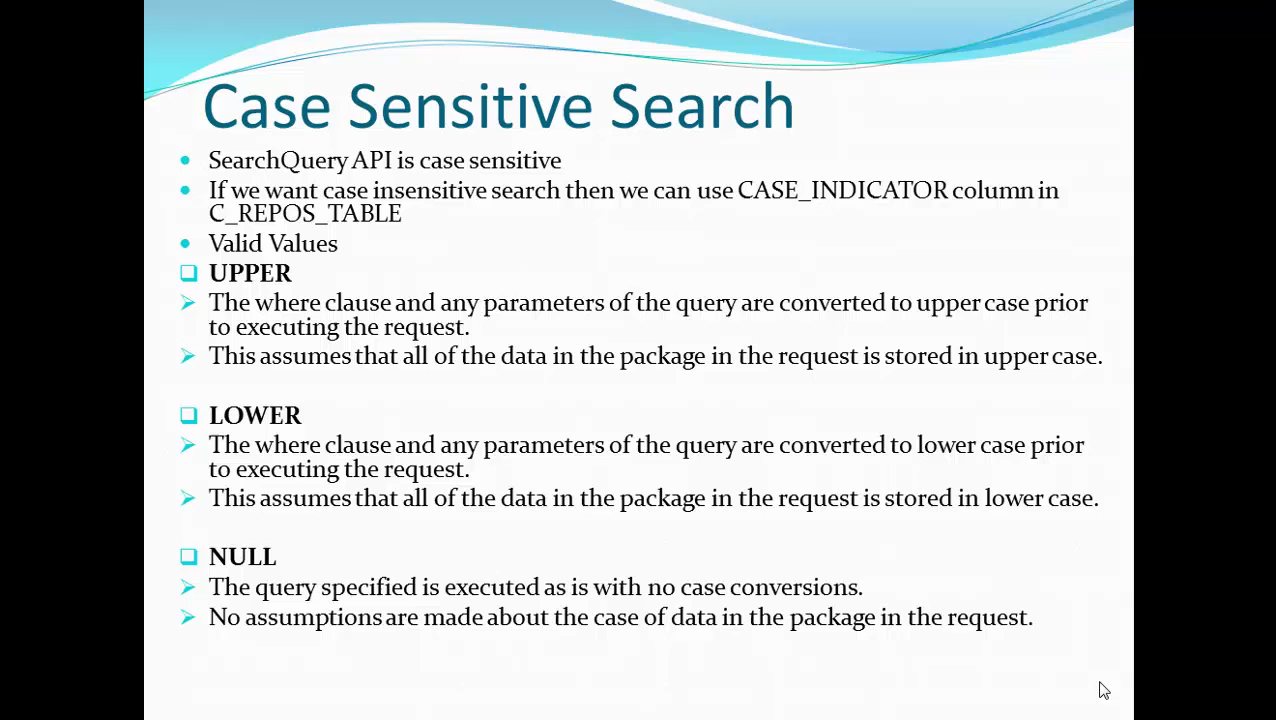 Case Sensitive Search
SearchQuery API is case sensitive
If we want case insensitive search then we can use CASE_INDICATOR column in
C_REPOS_TABLE
Valid Values
UPPER
The where clause and any parameters of the query are converted to upper case prior
to executing the request.
This assumes that all of the data in the package in the request is stored in upper case.
LOWER
The where clause and any parameters of the query are converted to lower case prior
to executing the request.
This assumes that all of the data in the package in the request is stored in lower case.
NULL
The query specified is executed as is with no case conversions.
No assumptions are made about the case of data in the package in the request.